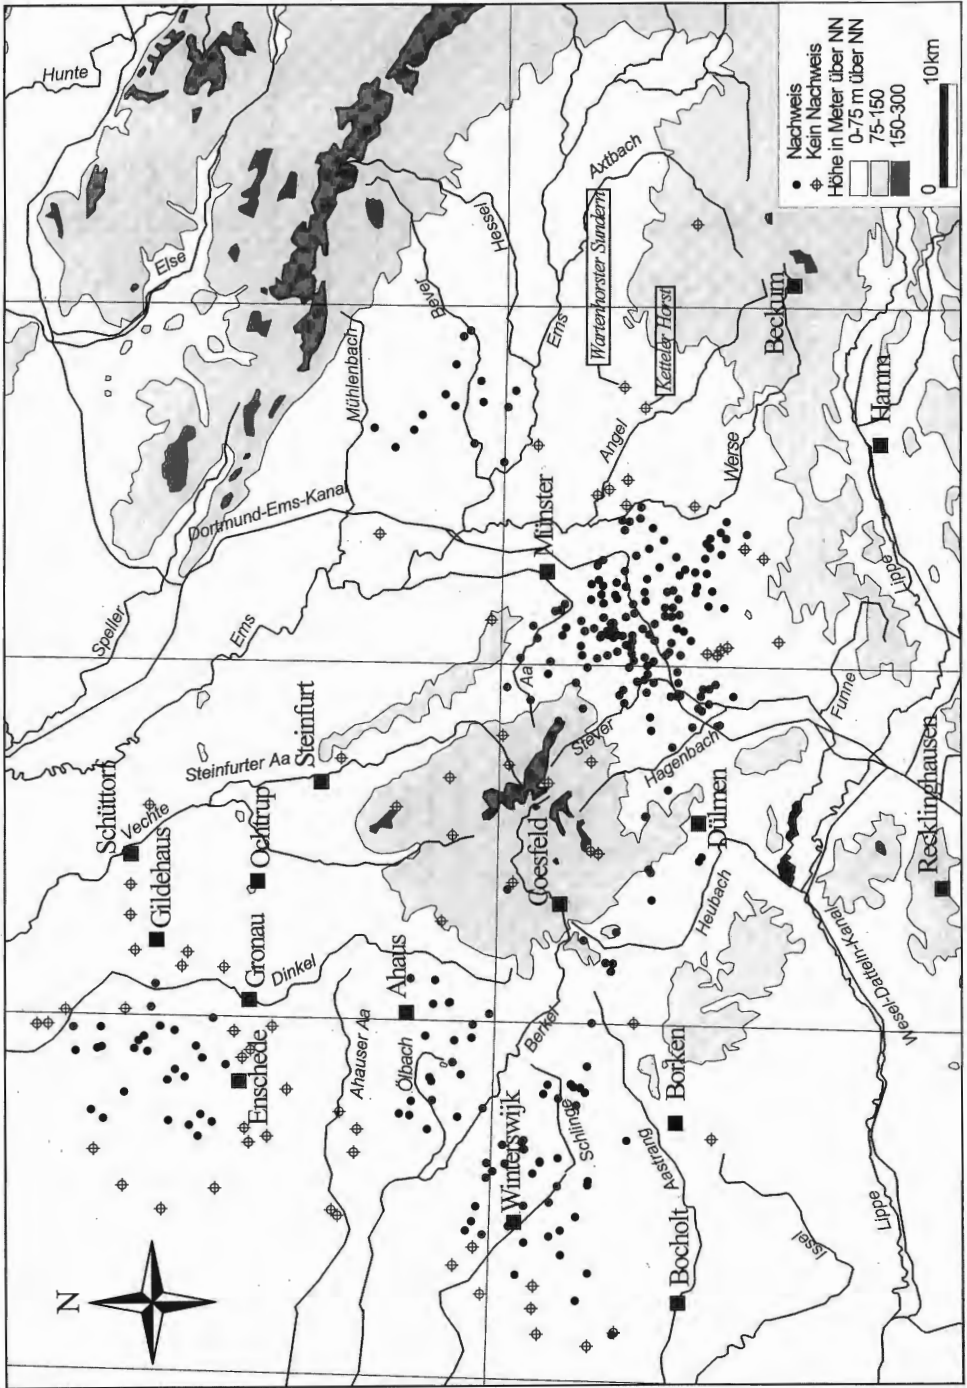 N
Hunte
Else
Speller
Dortmund-Ems-Kanal
Mühlenbach
Bever
Hessel
Ems
Axtbach
Ems
Schüttorf
Vechte
Gildehaus
Steinfurter Aa
Steinfurt
Ochtrup
Gronau
Dinkel
Enschede
Ahaus
Ahauser Aa
Ölbach
Münster
Aa
Angel
Werse
Wartenhorster Sundern
Ketteler Horst
Beckum
Hamm
Lippe
Stever
Hagenbach
Funne
Coesfeld
Dülmen
Heubach
Berkel
Winterswijk
Schlinge
Borken
Aastrang
Bocholt
Issel
Lippe
Wesel-Datteln-Kanal
Recklinghausen
Nachweis
Kein Nachweis
Höhe in Meter über NN
0-75 m über NN
75-150
150-300
0 10 km